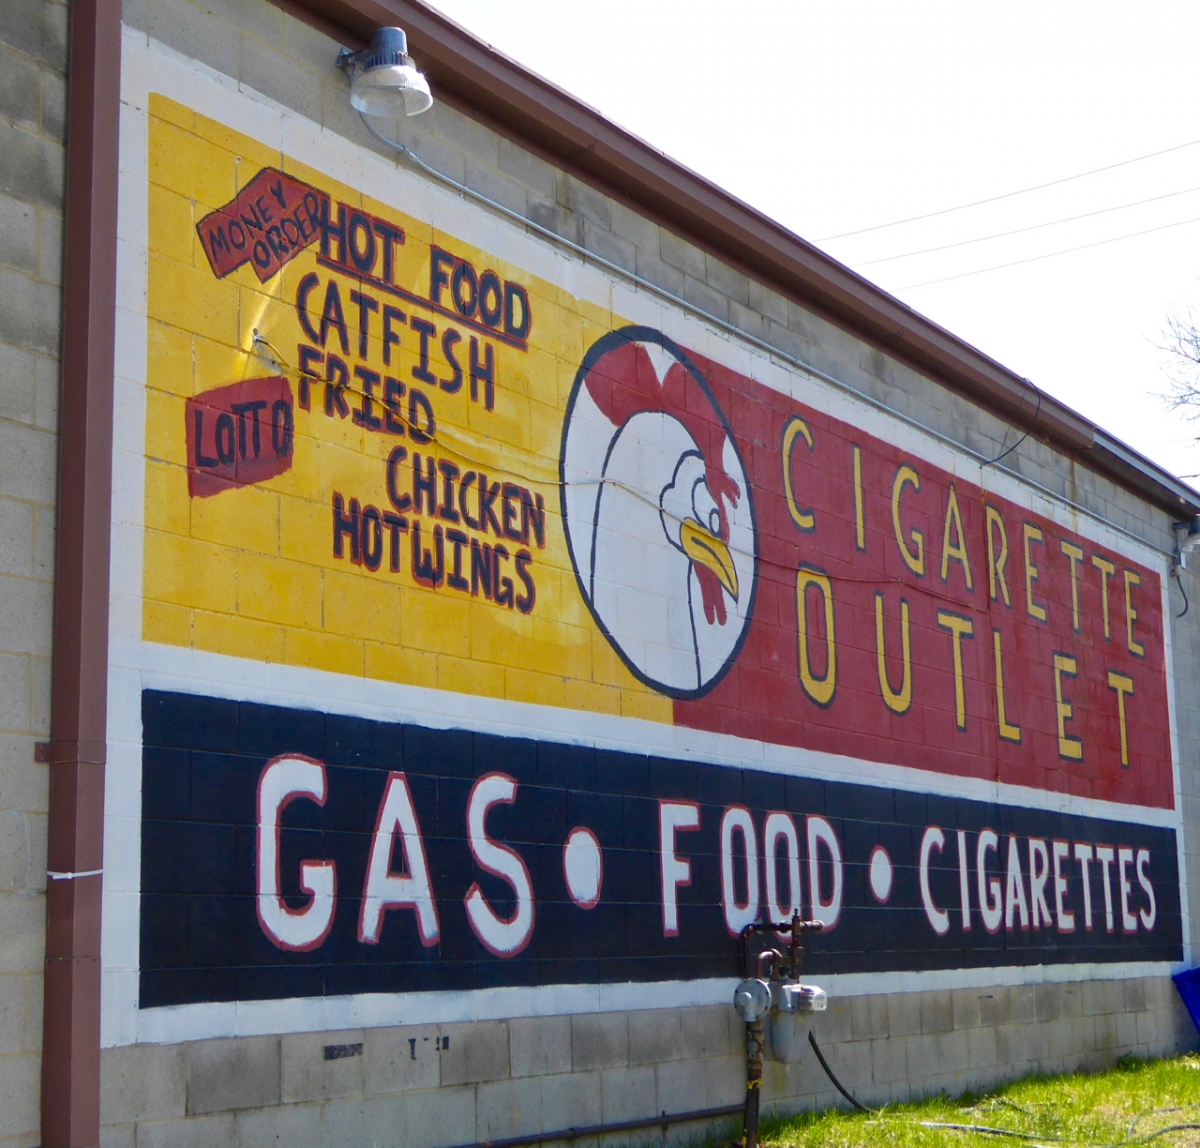 MONEY
ORDER
HOT FOOD
CATFISH
FRIED
CHICKEN
HOTWINGS
LOTTO
CIGARETTE
OUTLET
GAS • FOOD • CIGARETTES